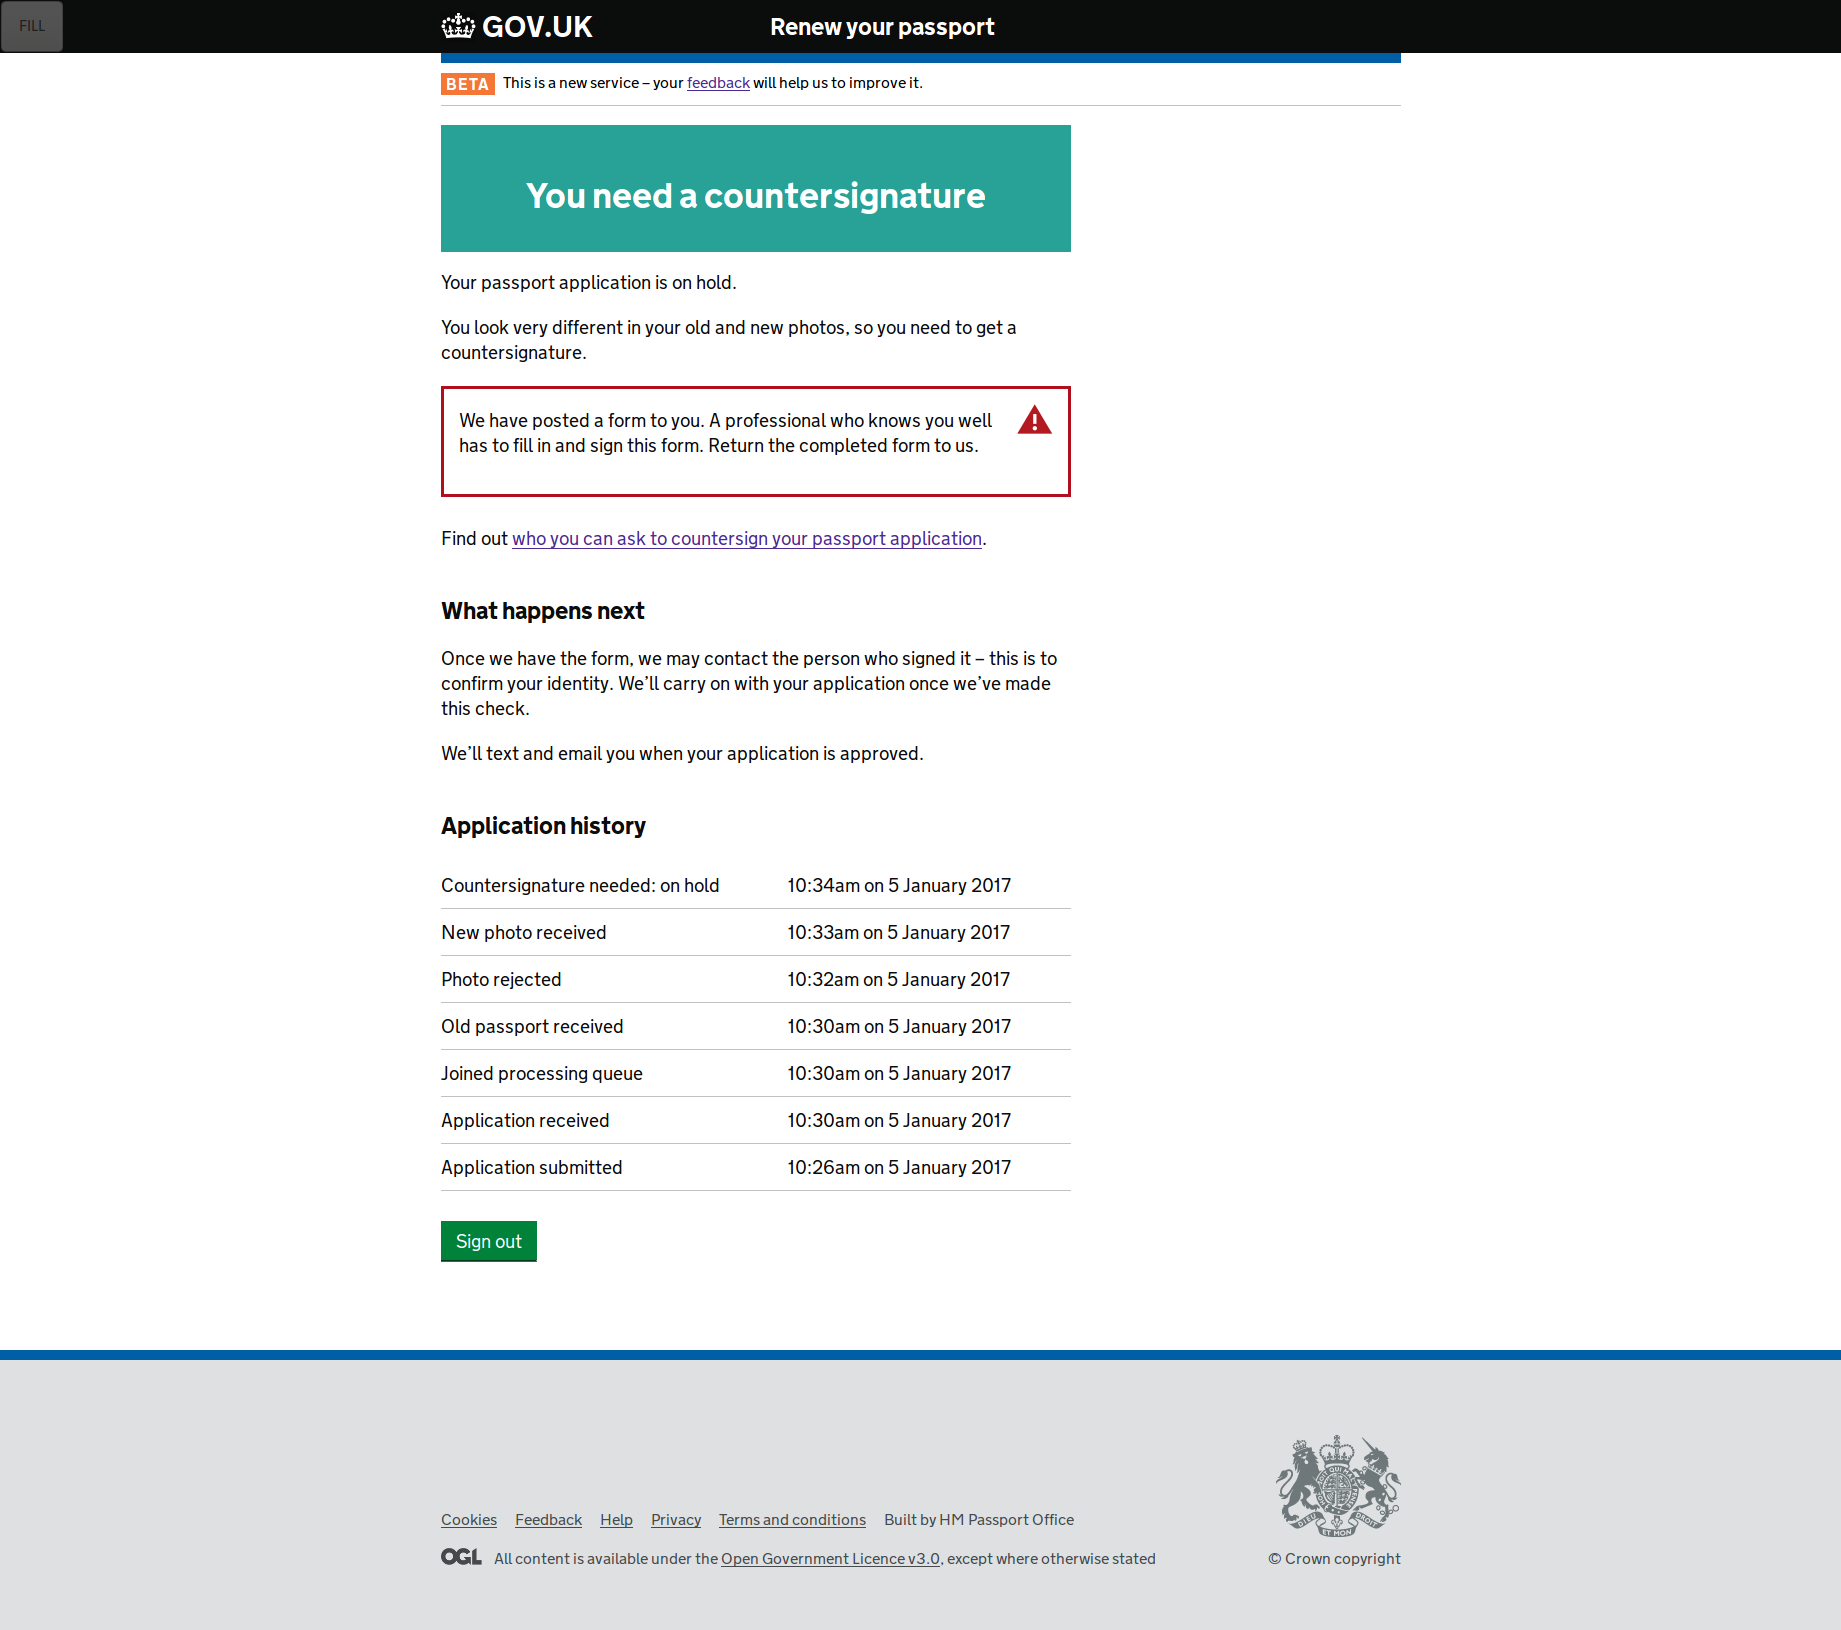 FILL
GOV.UK
Renew your passport
BETA This is a new service – your feedback will help us to improve it.
You need a countersignature
Your passport application is on hold.
You look very different in your old and new photos, so you need to get a
countersignature.
We have posted a form to you. A professional who knows you well
has to fill in and sign this form. Return the completed form to us.
Find out who you can ask to countersign your passport application.
What happens next
Once we have the form, we may contact the person who signed it – this is to
confirm your identity. We’ll carry on with your application once we’ve made
this check.
We’ll text and email you when your application is approved.
Application history
Countersignature needed: on hold 10:34am on 5 January 2017
New photo received 10:33am on 5 January 2017
Photo rejected 10:32am on 5 January 2017
Old passport received 10:30am on 5 January 2017
Joined processing queue 10:30am on 5 January 2017
Application received 10:30am on 5 January 2017
Application submitted 10:26am on 5 January 2017
Sign out
Cookies Feedback Help Privacy Terms and conditions Built by HM Passport Office
OGL All content is available under the Open Government Licence v3.0, except where otherwise stated
DIEU ET MON DROIT
© Crown copyright